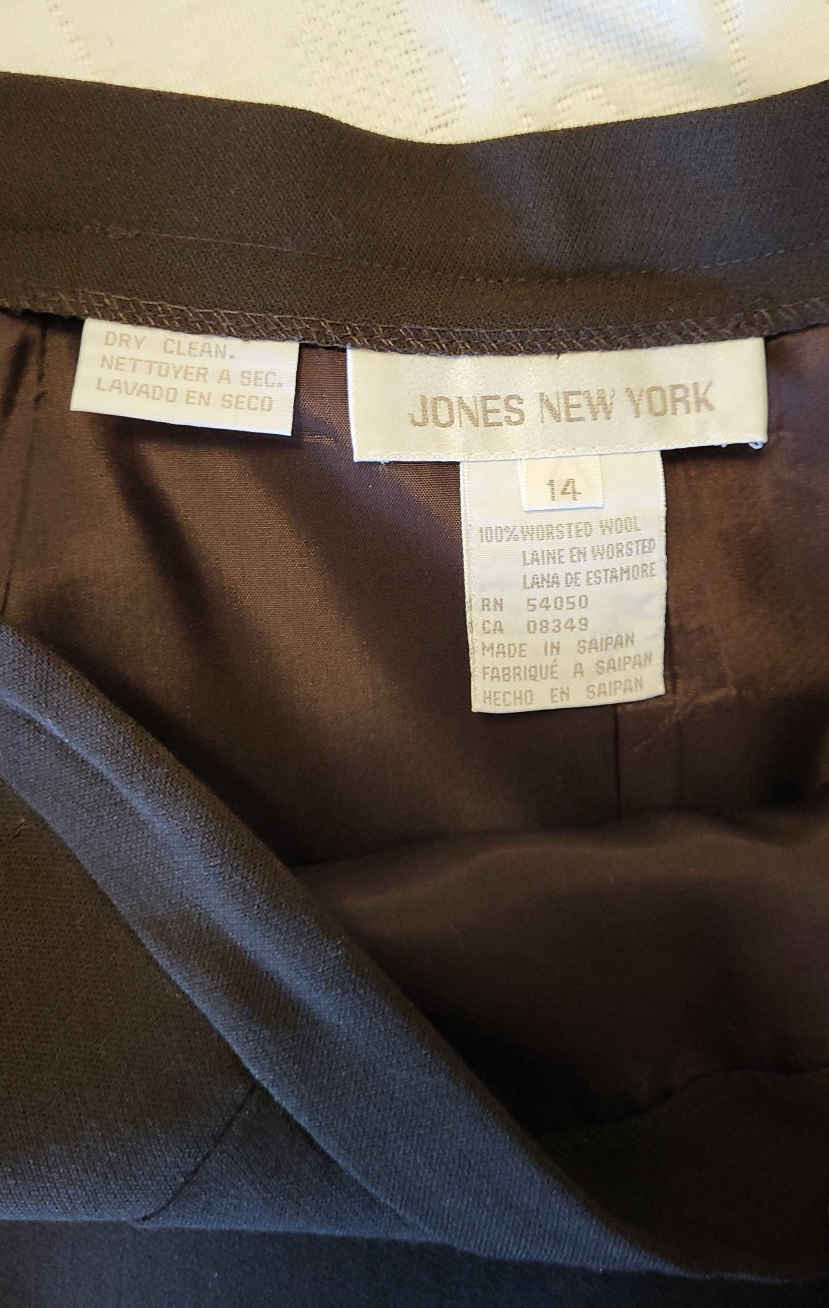 DRY CLEAN.
NETTOYER A SEC.
LAVADO EN SECO
JONES NEW YORK
14
100% WORSTED WOOL
LAINE EN WORSTED
LANA DE ESTAMORE
RN 54050
CA 08349
MADE IN SAIPAN
FABRIQUÉ A SAIPAN
HECHO EN SAIPAN